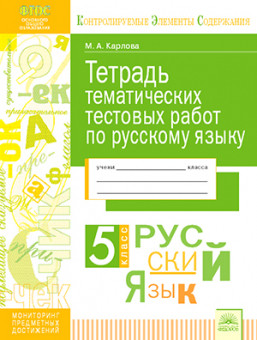 ФГОС
КОНТРОЛИРУЕМЫЕ ЭЛЕМЕНТЫ СОДЕРЖАНИЯ
М. А. Карлова
Тетрадь
тематических
тестовых работ
по русскому языку
учени класса
5 класс
РУС
СКИЙ
ЯЗЫК
МОНИТОРИНГ
ПРЕДМЕТНЫХ
ДОСТИЖЕНИЙ